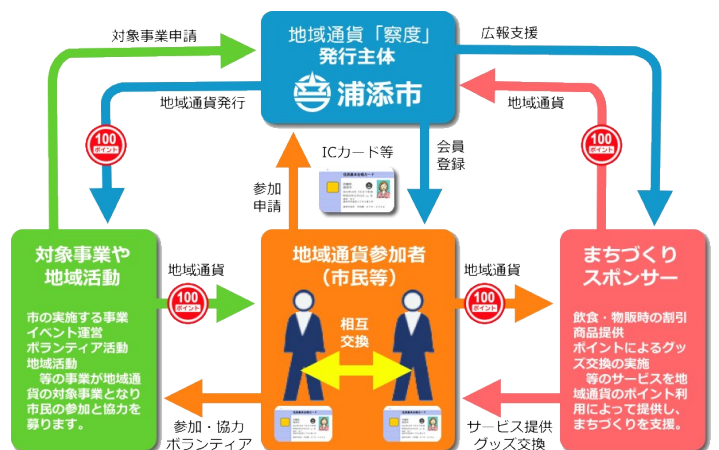 対象事業申請
地域通貨「察度」
発行主体
浦添市
広報支援
地域通貨発行
地域通貨
100
ポイント
100
ポイント
ICカード等
会員
登録
参加
申請
住民基本台帳カード
対象事業や
地域活動
市の実施する事業
イベント運営
ボランティア活動
地域活動
等の事業が地域通
貨の対象事業となり
市民の参加と協力を
募ります。
地域通貨
100
ポイント
地域通貨参加者
（市民等）
相互
交換
地域通貨
100
ポイント
まちづくり
スポンサー
飲食・物販時の割引
商品提供
ポイントによるグッ
ズ交換の実施
等のサービスを地
域通貨のポイント利
用によって提供し、
まちづくりを支援。
参加・協力
ボランティア
サービス提供
グッズ交換